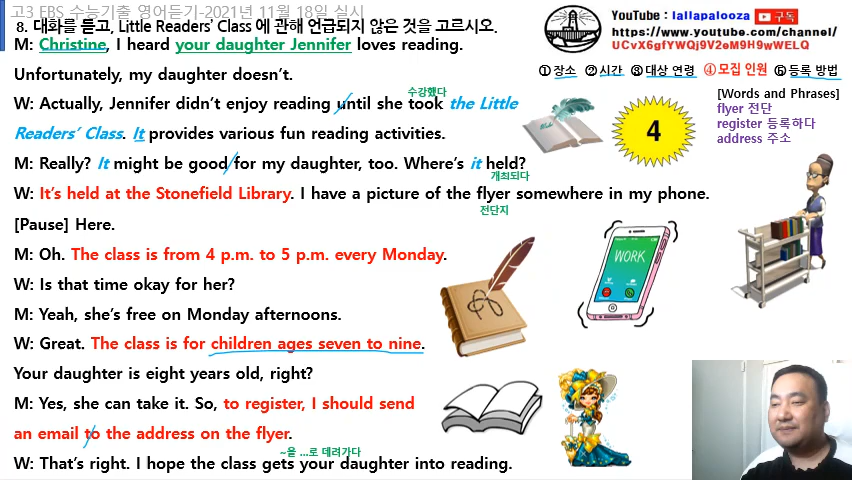 고3 EBS 수능기출 영어듣기-2021년 11월 18일 실시
8. 대화를 듣고, Little Readers' Class 에 관해 언급되지 않은 것을 고르시오.
YouTube : lallapalooza 구독
https://www.youtube.com/channel/
UCvX6gfYWQj9V2eM9H9wWELQ
① 장소 ② 시간 ③ 대상 연령 ④ 모집 인원 ⑤ 등록 방법
M: Christine, I heard your daughter Jennifer loves reading.
Unfortunately, my daughter doesn't.
수강했다
W: Actually, Jennifer didn't enjoy reading until she took the Little
Readers' Class. It provides various fun reading activities.
M: Really? It might be good for my daughter, too. Where's it held?
개최되다
W: It's held at the Stonefield Library. I have a picture of the flyer somewhere in my phone.
전단지
[Pause] Here.
M: Oh. The class is from 4 p.m. to 5 p.m. every Monday.
W: Is that time okay for her?
M: Yeah, she's free on Monday afternoons.
W: Great. The class is for children ages seven to nine.
Your daughter is eight years old, right?
M: Yes, she can take it. So, to register, I should send
an email to the address on the flyer.
~을 ...로 데려가다
W: That's right. I hope the class gets your daughter into reading.
4
[Words and Phrases]
flyer 전단
register 등록하다
address 주소
WORK